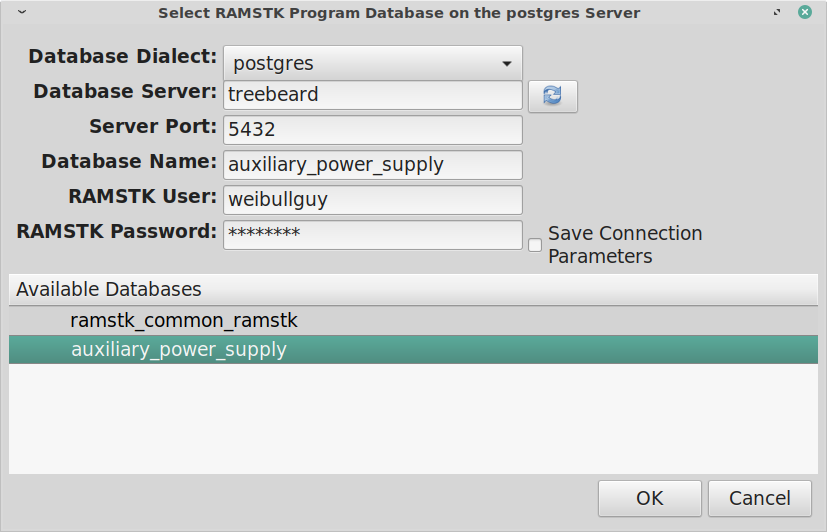 Select RAMSTK Program Database on the postgres Server
Database Dialect: postgres
Database Server: treebeard
Server Port: 5432
Database Name: auxiliary_power_supply
RAMSTK User: weibullguy
RAMSTK Password: ********
Save Connection
Parameters
Available Databases
ramstk_common_ramstk
auxiliary_power_supply
OK Cancel